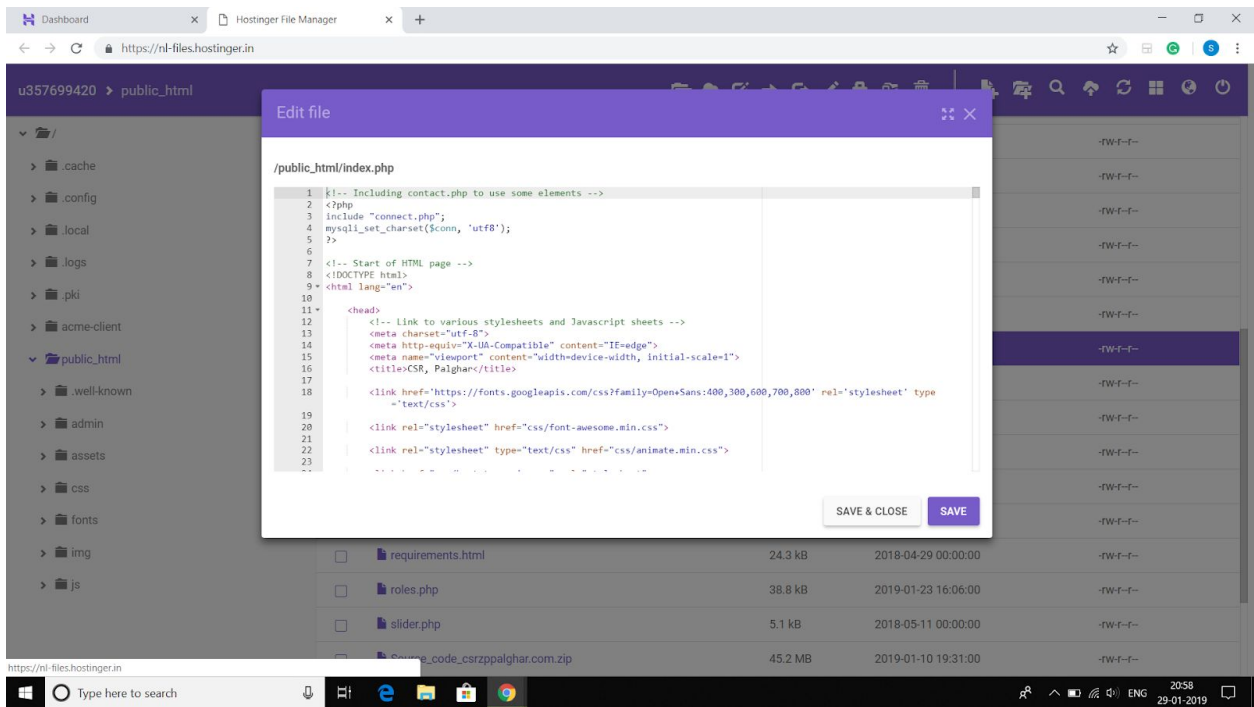 Dashboard
Hostinger File Manager
https://nl-files.hostinger.in
S
u357699420 > public_html
Edit file
/
.cache
.config
.local
.logs
.pki
acme-client
public_html
.well-known
admin
assets
css
fonts
img
js
/public_html/index.php
1 <!-- Including contact.php to use some elements -->
2 <?php
3 include "connect.php";
4 mysqli_set_charset($conn, 'utf8');
5 ?>
6
7 <!-- Start of HTML page -->
8 <!DOCTYPE html>
9 <html lang="en">
10
11 <head>
12 <!-- Link to various stylesheets and Javascript sheets -->
13 <meta charset="utf-8">
14 <meta http-equiv="X-UA-Compatible" content="IE=edge">
15 <meta name="viewport" content="width=device-width, initial-scale=1">
16 <title>CSR, Palghar</title>
17
18 <link href='https://fonts.googleapis.com/css?family=Open+Sans:400,300,600,700,800' rel='stylesheet' type
='text/css'>
19
20 <link rel="stylesheet" href="css/font-awesome.min.css">
21
22 <link rel="stylesheet" type="text/css" href="css/animate.min.css">
23
SAVE & CLOSE
SAVE
-rw-r--r--
-rw-r--r--
-rw-r--r--
-rw-r--r--
-rw-r--r--
-rw-r--r--
-rw-r--r--
-rw-r--r--
-rw-r--r--
-rw-r--r--
-rw-r--r--
-rw-r--r--
requirements.html 24.3 kB 2018-04-29 00:00:00 -rw-r--r--
roles.php 38.8 kB 2019-01-23 16:06:00 -rw-r--r--
slider.php 5.1 kB 2018-05-11 00:00:00 -rw-r--r--
Source_code_csrzppalghar.com.zip 45.2 MB 2019-01-10 19:31:00 -rw-r--r--
https://nl-files.hostinger.in
Type here to search
ENG
20:58
29-01-2019